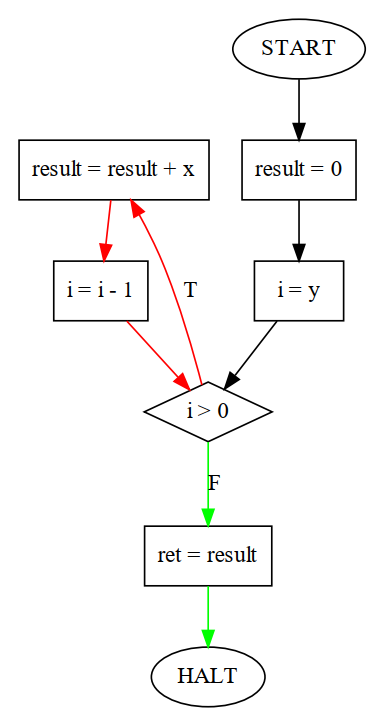 START
result = result + x
result = 0
i = i - 1
T
i = y
i > 0
F
ret = result
HALT